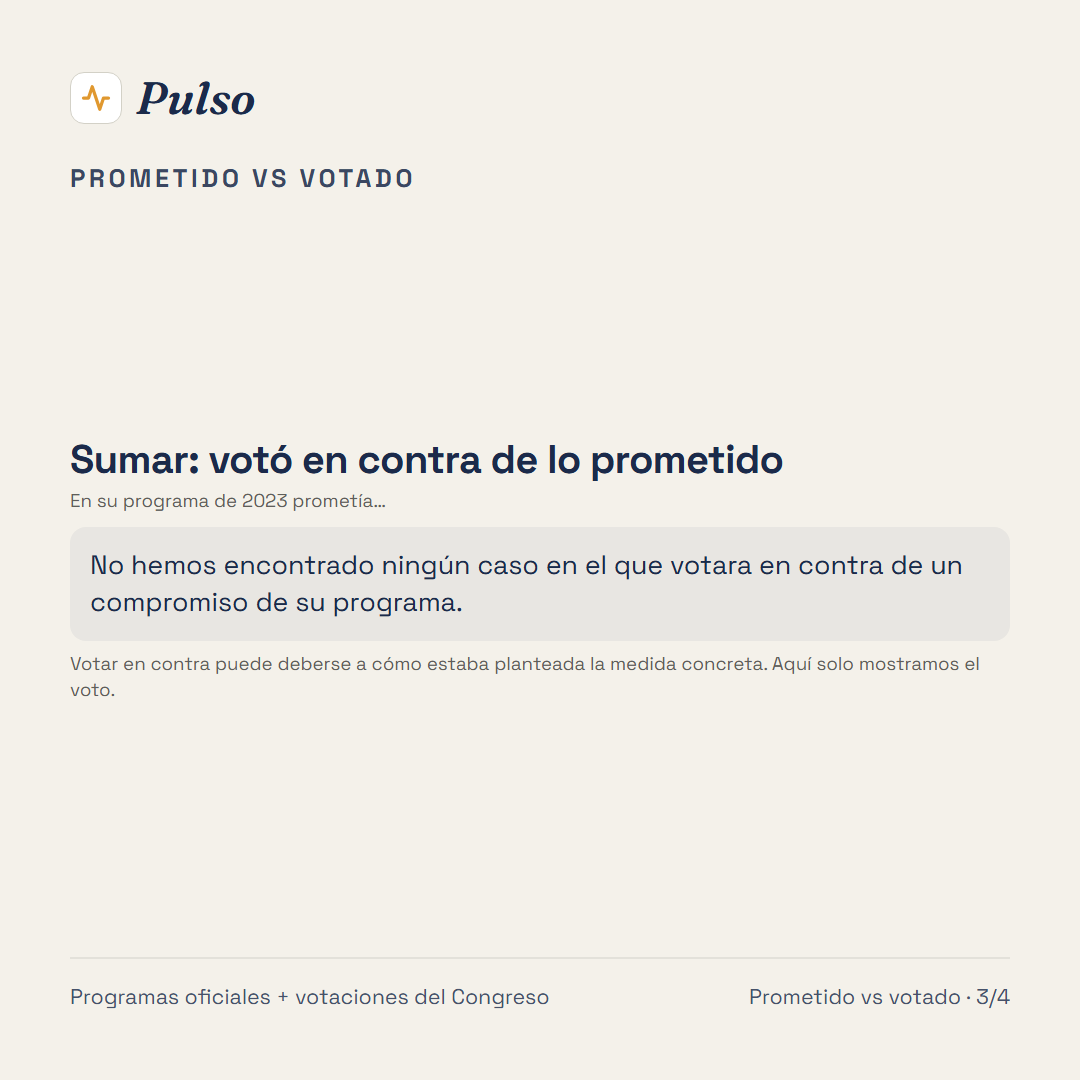 Pulso
PROMETIDO VS VOTADO
Sumar: votó en contra de lo prometido
En su programa de 2023 prometía…
No hemos encontrado ningún caso en el que votara en contra de un
compromiso de su programa.
Votar en contra puede deberse a cómo estaba planteada la medida concreta. Aquí solo mostramos el
voto.
Programas oficiales + votaciones del Congreso
Prometido vs votado · 3/4